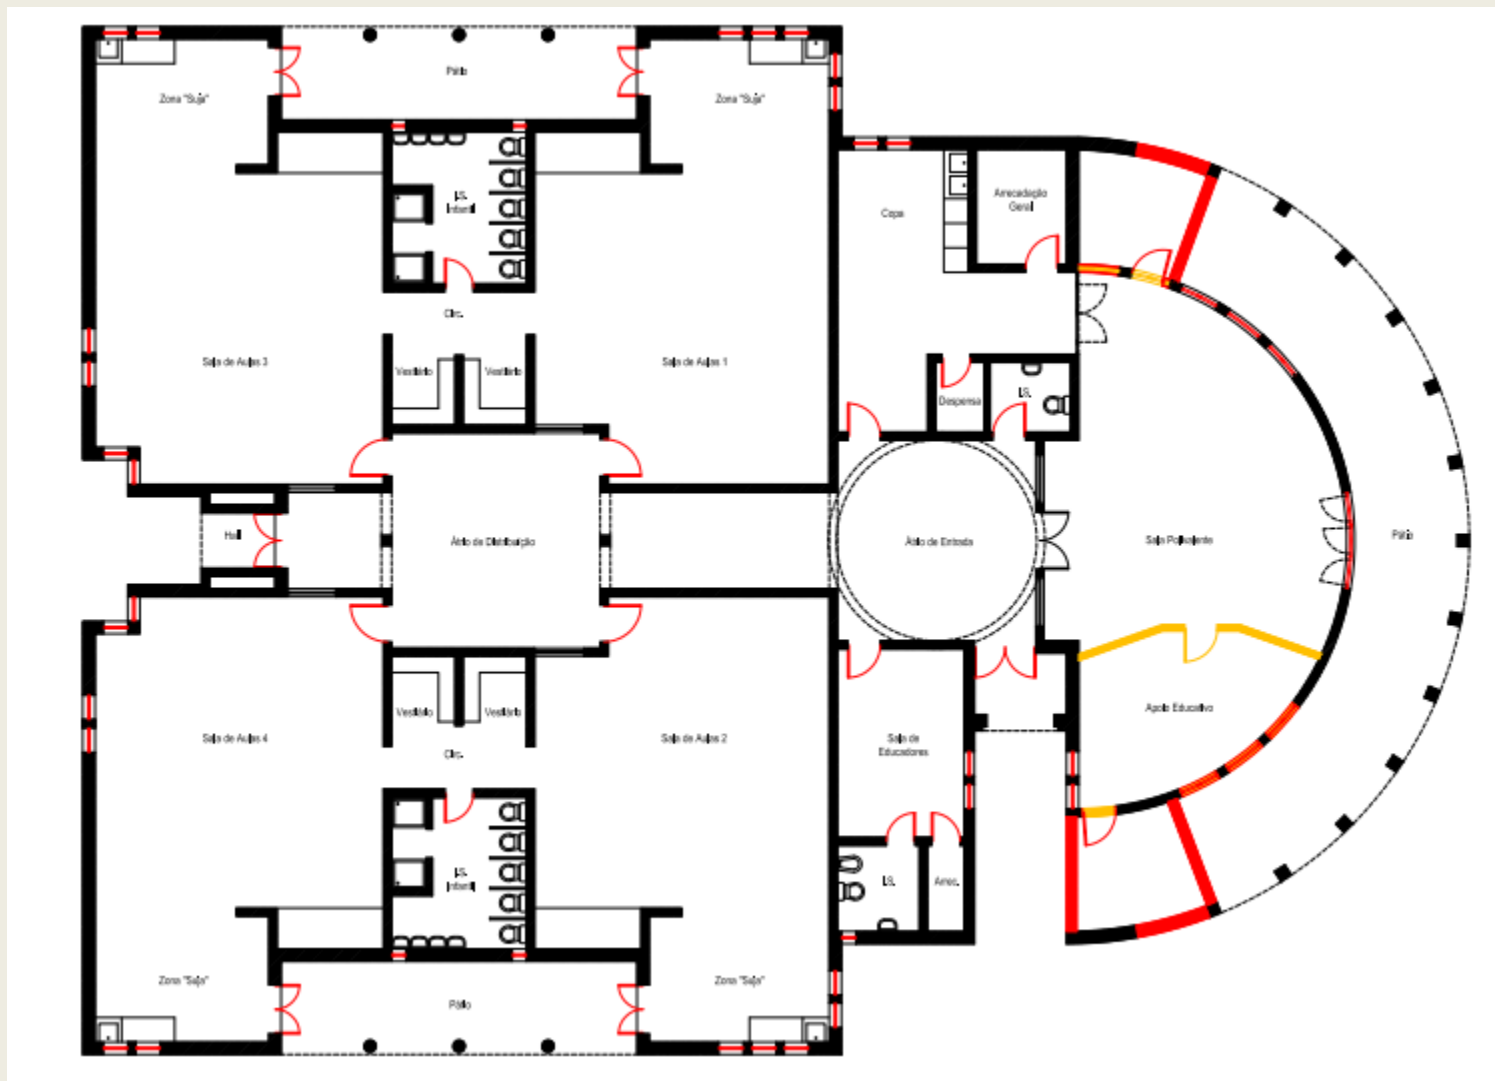 Pátio
Zona "Suja"
Zona "Suja"
I.S.
Infantil
Arrecadação
Geral
Copa
Circ.
Sala de Aulas 3
Sala de Aulas 1
Vestiário
Vestiário
Despensa
I.S.
Hall
Átrio de Distribuição
Átrio de Entrada
Sala Polivalente
Pátio
Vestiário
Vestiário
Apoio Educativo
Sala de Aulas 4
Circ.
Sala de Aulas 2
Sala de
Educadores
I.S.
Infantil
I.S.
Arrec.
Zona "Suja"
Zona "Suja"
Pátio